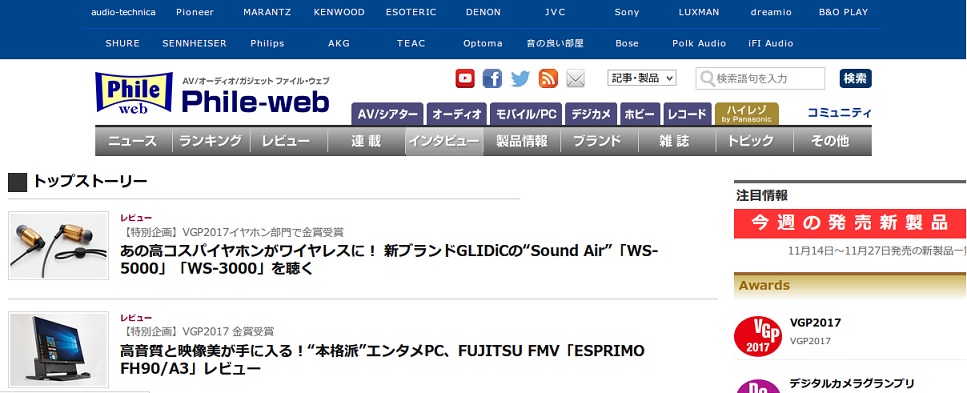 audio-technica Pioneer MARANTZ KENWOOD ESOTERIC DENON JVC Sony LUXMAN dreamio B&O PLAY
SHURE SENNHEISER Philips AKG TEAC Optoma 音の良い部屋 Bose Polk Audio iFI Audio
Phile web
AV/オーディオ/ガジェット ファイル・ウェブ
Phile-web
記事・製品
検索語句を入力
検索
AV/シアター オーディオ モバイル/PC デジカメ ホビー レコード ハイレゾ by Panasonic コミュニティ
ニュース ランキング レビュー 連載 インタビュー 製品情報 ブランド 雑誌 トピック その他
トップストーリー
レビュー
【特別企画】VGP2017イヤホン部門で金賞受賞
あの高コスパイヤホンがワイヤレスに! 新ブランドGLIDiCの“Sound Air”「WS-
5000」「WS-3000」を聴く
レビュー
【特別企画】VGP2017 金賞受賞
高音質と映像美が手に入る!“本格派”エンタメPC、FUJITSU FMV「ESPRIMO
FH90/A3」レビュー
注目情報
今週の発売新製品
11月14日～11月27日発売の新製品一
Awards
VGP 2017
VGP2017
VGP2017
デジタルカメラグランプリ